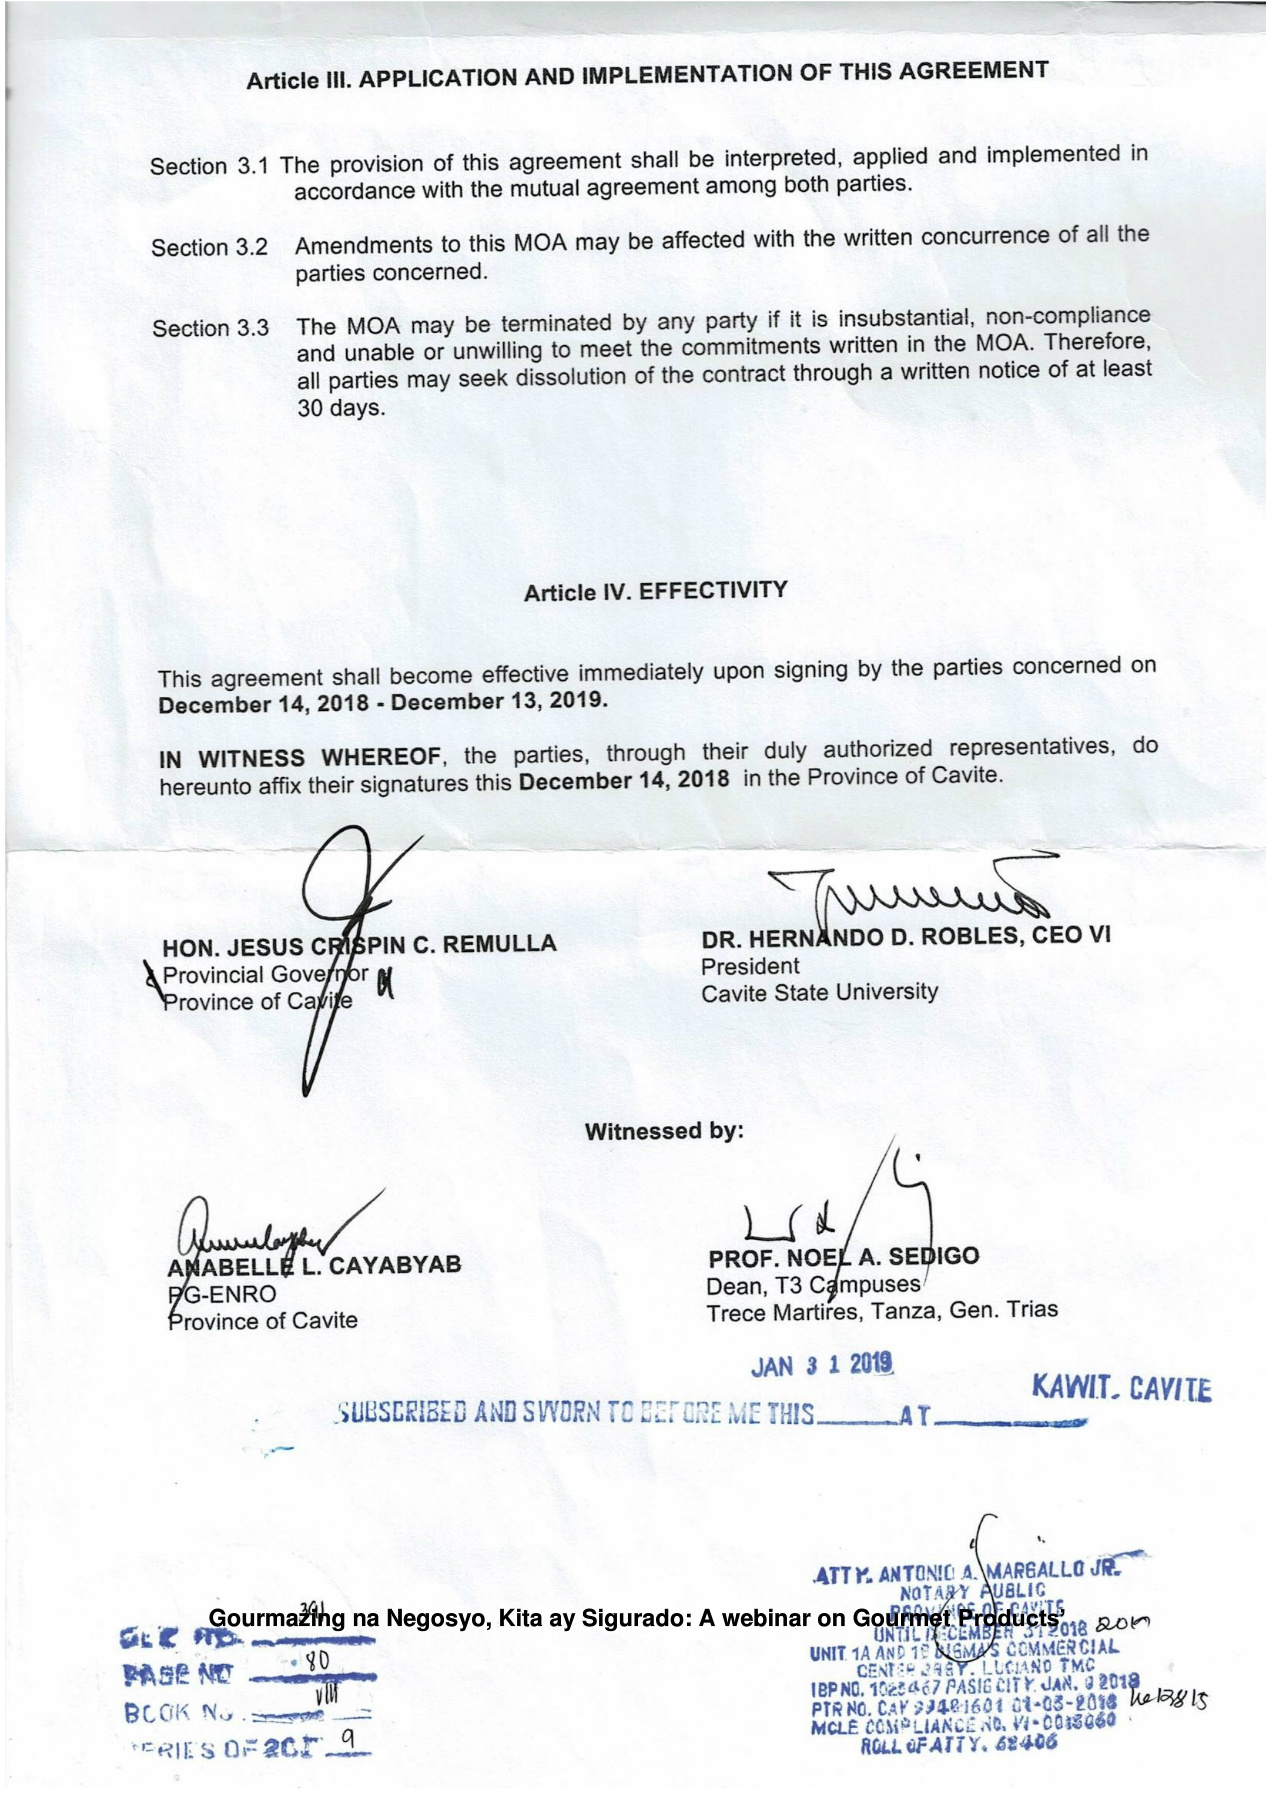 Article III. APPLICATION AND IMPLEMENTATION OF THIS AGREEMENT
Section 3.1 The provision of this agreement shall be interpreted, applied and implemented in
accordance with the mutual agreement among both parties.
Section 3.2 Amendments to this MOA may be affected with the written concurrence of all the
parties concerned.
Section 3.3 The MOA may be terminated by any party if it is insubstantial, non-compliance
and unable or unwilling to meet the commitments written in the MOA. Therefore,
all parties may seek dissolution of the contract through a written notice of at least
30 days.
Article IV. EFFECTIVITY
This agreement shall become effective immediately upon signing by the parties concerned on
December 14, 2018 - December 13, 2019.
IN WITNESS WHEREOF, the parties, through their duly authorized representatives, do
hereunto affix their signatures this December 14, 2018 in the Province of Cavite.
HON. JESUS CRISPIN C. REMULLA
Provincial Governor
Province of Cavite
DR. HERNANDO D. ROBLES, CEO VI
President
Cavite State University
Witnessed by:
ANABELLE L. CAYABYAB
PG-ENRO
Province of Cavite
PROF. NOEL A. SEDIGO
Dean, T3 Campuses
Trece Martires, Tanza, Gen. Trias
JAN 31 2019
KAWIT, CAVITE
SUBSCRIBED AND SWORN TO BEFORE ME THIS AT
ATTY. ANTONIO A. MARGALLO JR.
NOTARY PUBLIC
PROVINCE OF CAVITE
Gourmazing na Negosyo, Kita ay Sigurado: A webinar on Gourmet Products.
UNTIL DECEMBER 31 2018
UNIT 1A AND 1B SIGMA'S COMMERCIAL
CENTER BRGY. LUCIANO TMC
IBP NO. PASIG CITY JAN. 9 2018
PTR NO. CAV 01-03-2018
MCLE COMPLIANCE NO. VI-0013060
ROLL OF ATTY. 62406
391
PAGE NO 80
BOOK No. VIII
SERIES OF 201 9